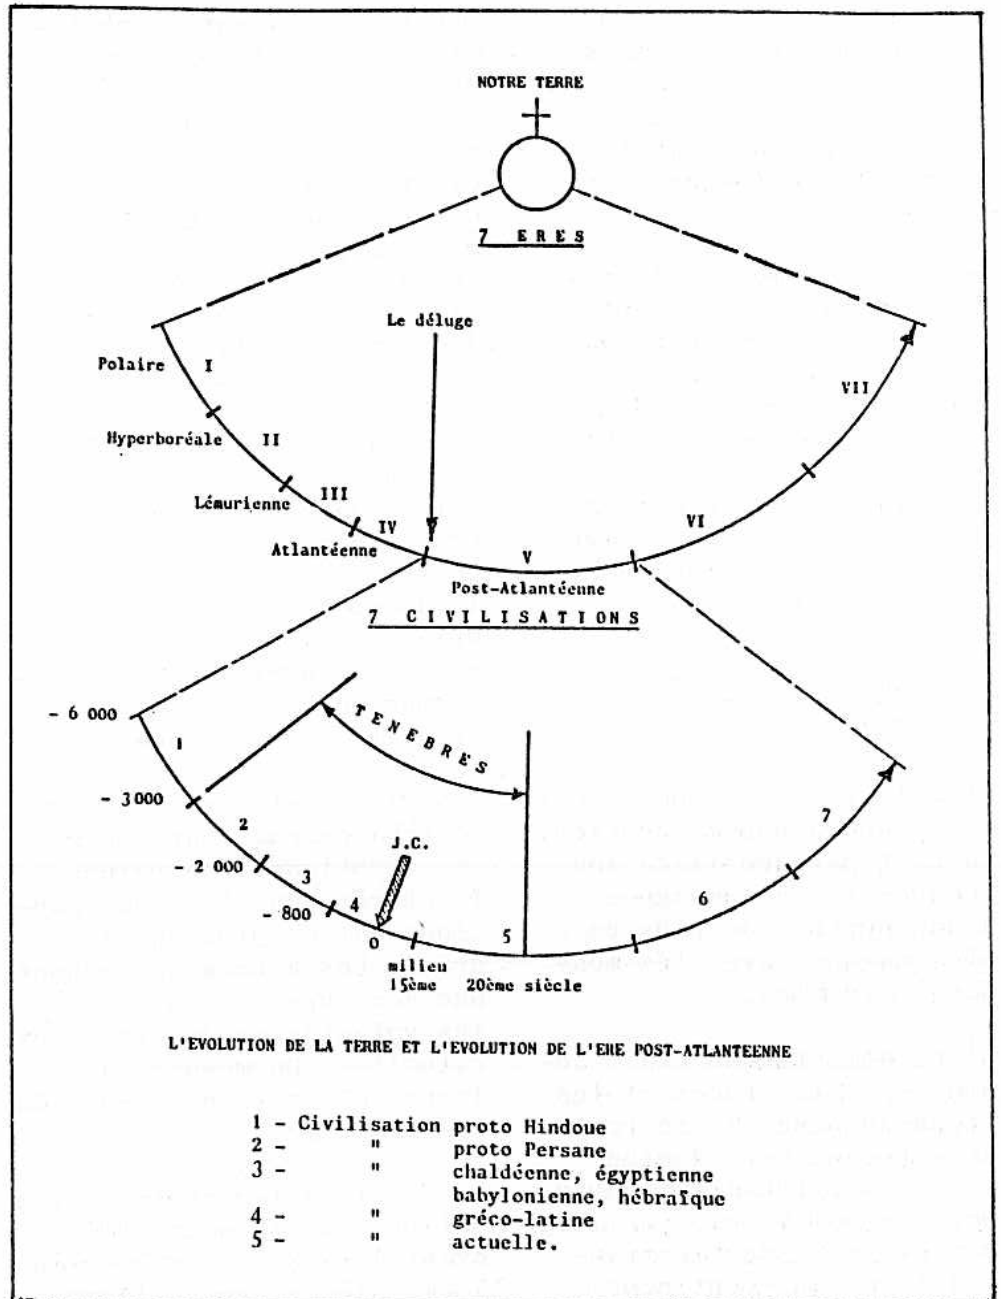 NOTRE TERRE
7 ERES
Le déluge
Polaire I
VII
Hyperboréale II
Lémurienne III
IV
VI
Atlantéenne
V
Post-Atlantéenne
7 CIVILISATIONS
- 6 000
TENEBRES
1
- 3000
7
2
J.C.
- 2 000
3
6
- 800
4
5
0
milieu
15ème 20ème siècle
L'EVOLUTION DE LA TERRE ET L'EVOLUTION DE L'ERE POST-ATLANTEENNE
1 - Civilisation proto Hindoue
2 - " proto Persane
3 - " chaldéenne, égyptienne
babylonienne, hébraïque
4 - " gréco-latine
5 - " actuelle.